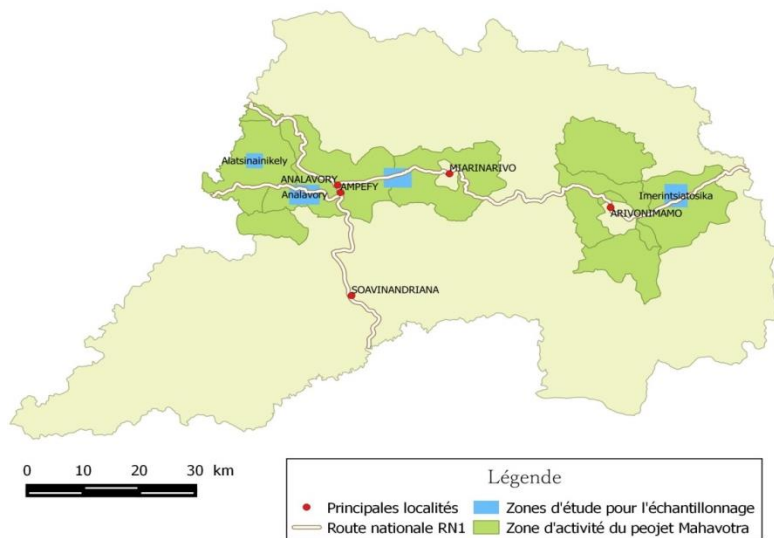 Alatsinainikely
MIARINARIVO
ANALAVORY
AMPEFY
Analavory
Imerintsiatosika
ARIVONIMAMO
SOAVINANDRIANA
0 10 20 30 km
Légende
Principales localités
Zones d'étude pour l'échantillonnage
Route nationale RN1
Zone d'activité du peojet Mahavotra